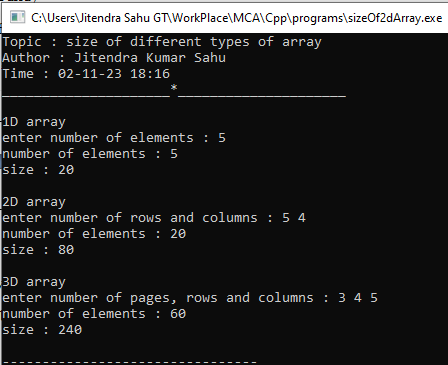 C:\Users\Jitendra Sahu GT\WorkPlace\MCA\Cpp\programs\sizeOf2dArray.exe
Topic : size of different types of array
Author : Jitendra Kumar Sahu
Time : 02-11-23 18:16
_____________________*_____________________
1D array
enter number of elements : 5
number of elements : 5
size : 20
2D array
enter number of rows and columns : 5 4
number of elements : 20
size : 80
3D array
enter number of pages, rows and columns : 3 4 5
number of elements : 60
size : 240
--------------------------------